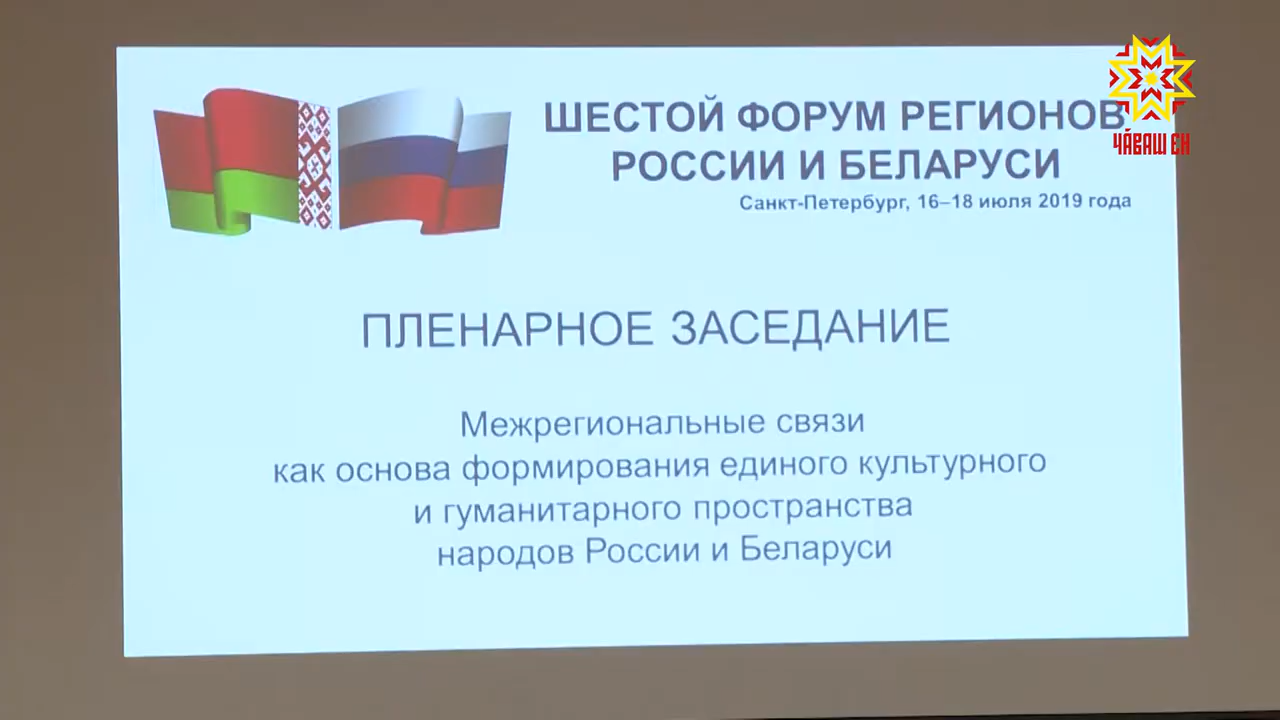 ШЕСТОЙ ФОРУМ РЕГИОНОВ
РОССИИ И БЕЛАРУСИ
Санкт-Петербург, 16–18 июля 2019 года
ЧӐВАШ ЕН
ПЛЕНАРНОЕ ЗАСЕДАНИЕ
Межрегиональные связи
как основа формирования единого культурного
и гуманитарного пространства
народов России и Беларуси